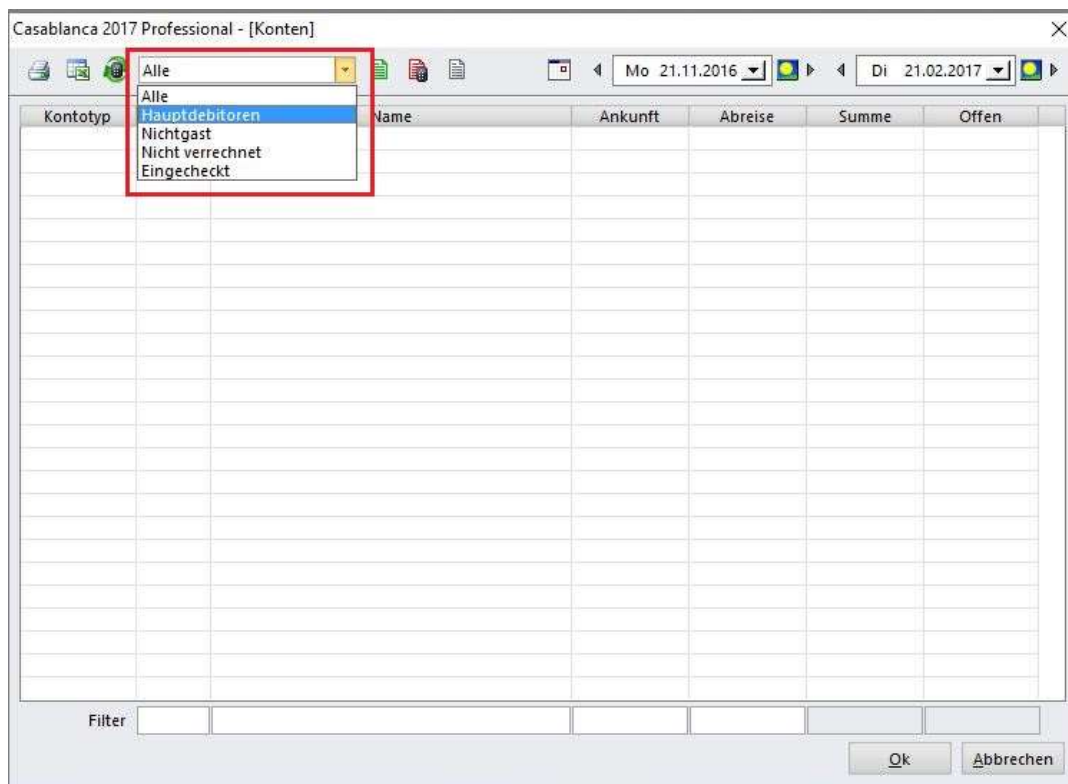 Casablanca 2017 Professional - [Konten]
Alle
Mo 21.11.2016
Di 21.02.2017
Alle
Hauptdebitoren
Nichtgast
Nicht verrechnet
Eingecheckt
Kontotyp Name Ankunft Abreise Summe Offen
Filter
Ok Abbrechen